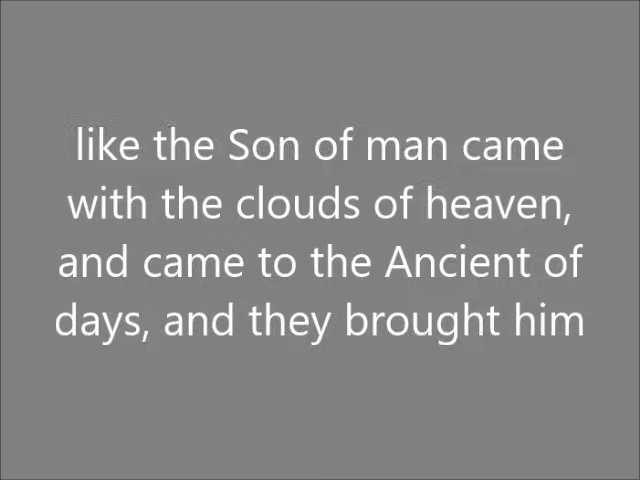 like the Son of man came
with the clouds of heaven,
and came to the Ancient of
days, and they brought him